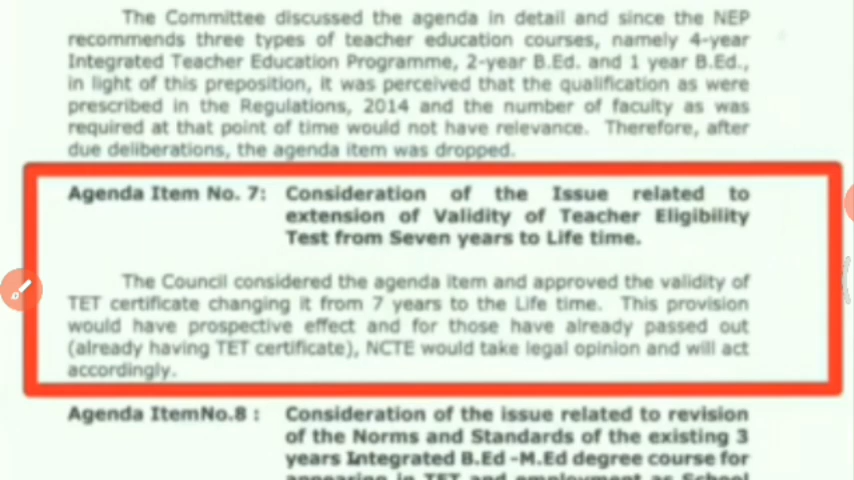 The Committee discussed the agenda in detail and since the NEP
recommends three types of teacher education courses, namely 4-year
Integrated Teacher Education Programme, 2-year B.Ed. and 1 year B.Ed.,
in light of this preposition, it was perceived that the qualification as were
prescribed in the Regulations, 2014 and the number of faculty as was
required at that point of time would not have relevance. Therefore, after
due deliberations, the agenda item was dropped.
Agenda Item No. 7: Consideration of the Issue related to
extension of Validity of Teacher Eligibility
Test from Seven years to Life time.
The Council considered the agenda item and approved the validity of
TET certificate changing it from 7 years to the Life time. This provision
would have prospective effect and for those have already passed out
(already having TET certificate), NCTE would take legal opinion and will act
accordingly.
Agenda ItemNo.8 : Consideration of the issue related to revision
of the Norms and Standards of the existing 3
years Integrated B.Ed -M.Ed degree course for
appearing in TET and employment as School